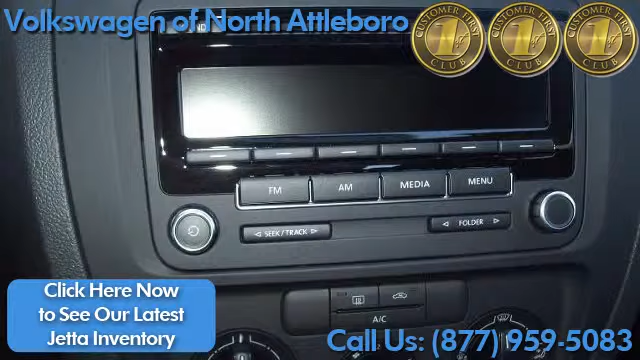 Volkswagen of North Attleboro
CUSTOMER FIRST CLUB
CUSTOMER FIRST CLUB
CUSTOMER FIRST CLUB
FM AM MEDIA MENU
SEEK/TRACK FOLDER
A/C
Click Here Now
to See Our Latest
Jetta Inventory
Call Us: (877) 959-5083